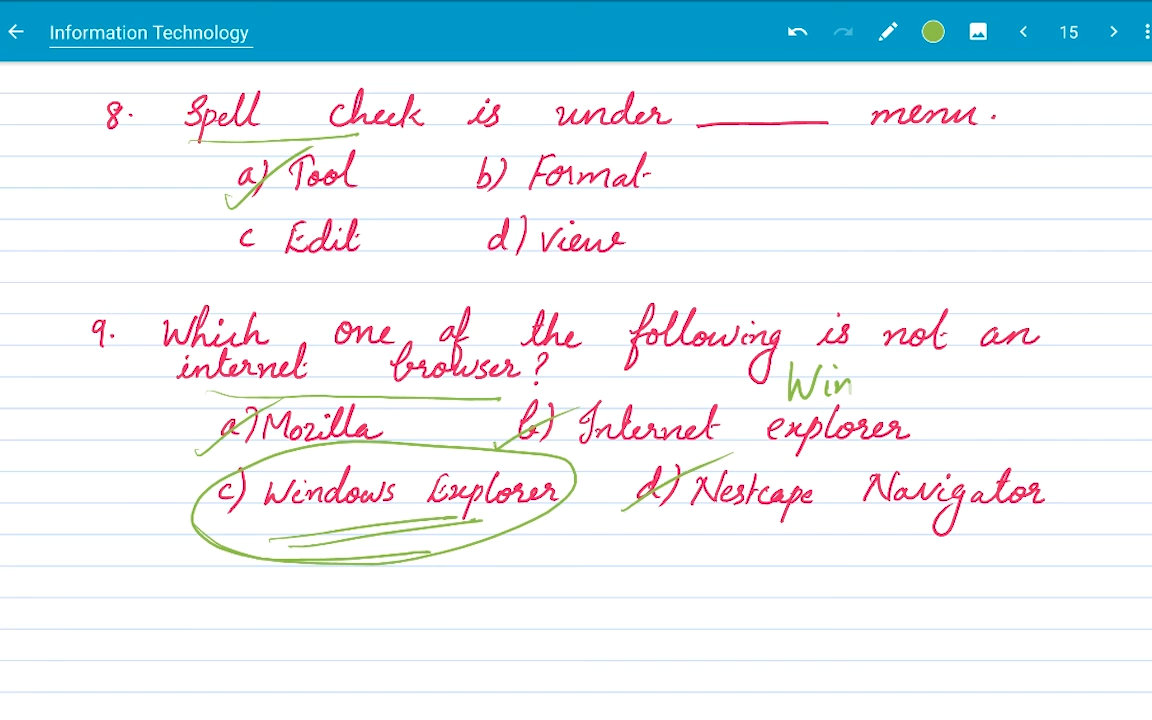 Information Technology
15
8. Spell check is under ______ menu.
a) Tool b) Format
c Edit d) View
9. Which one of the following is not an
internet browser?
Win
a) Mozilla b) Internet explorer
c) Windows Explorer d) Nestcape Navigator